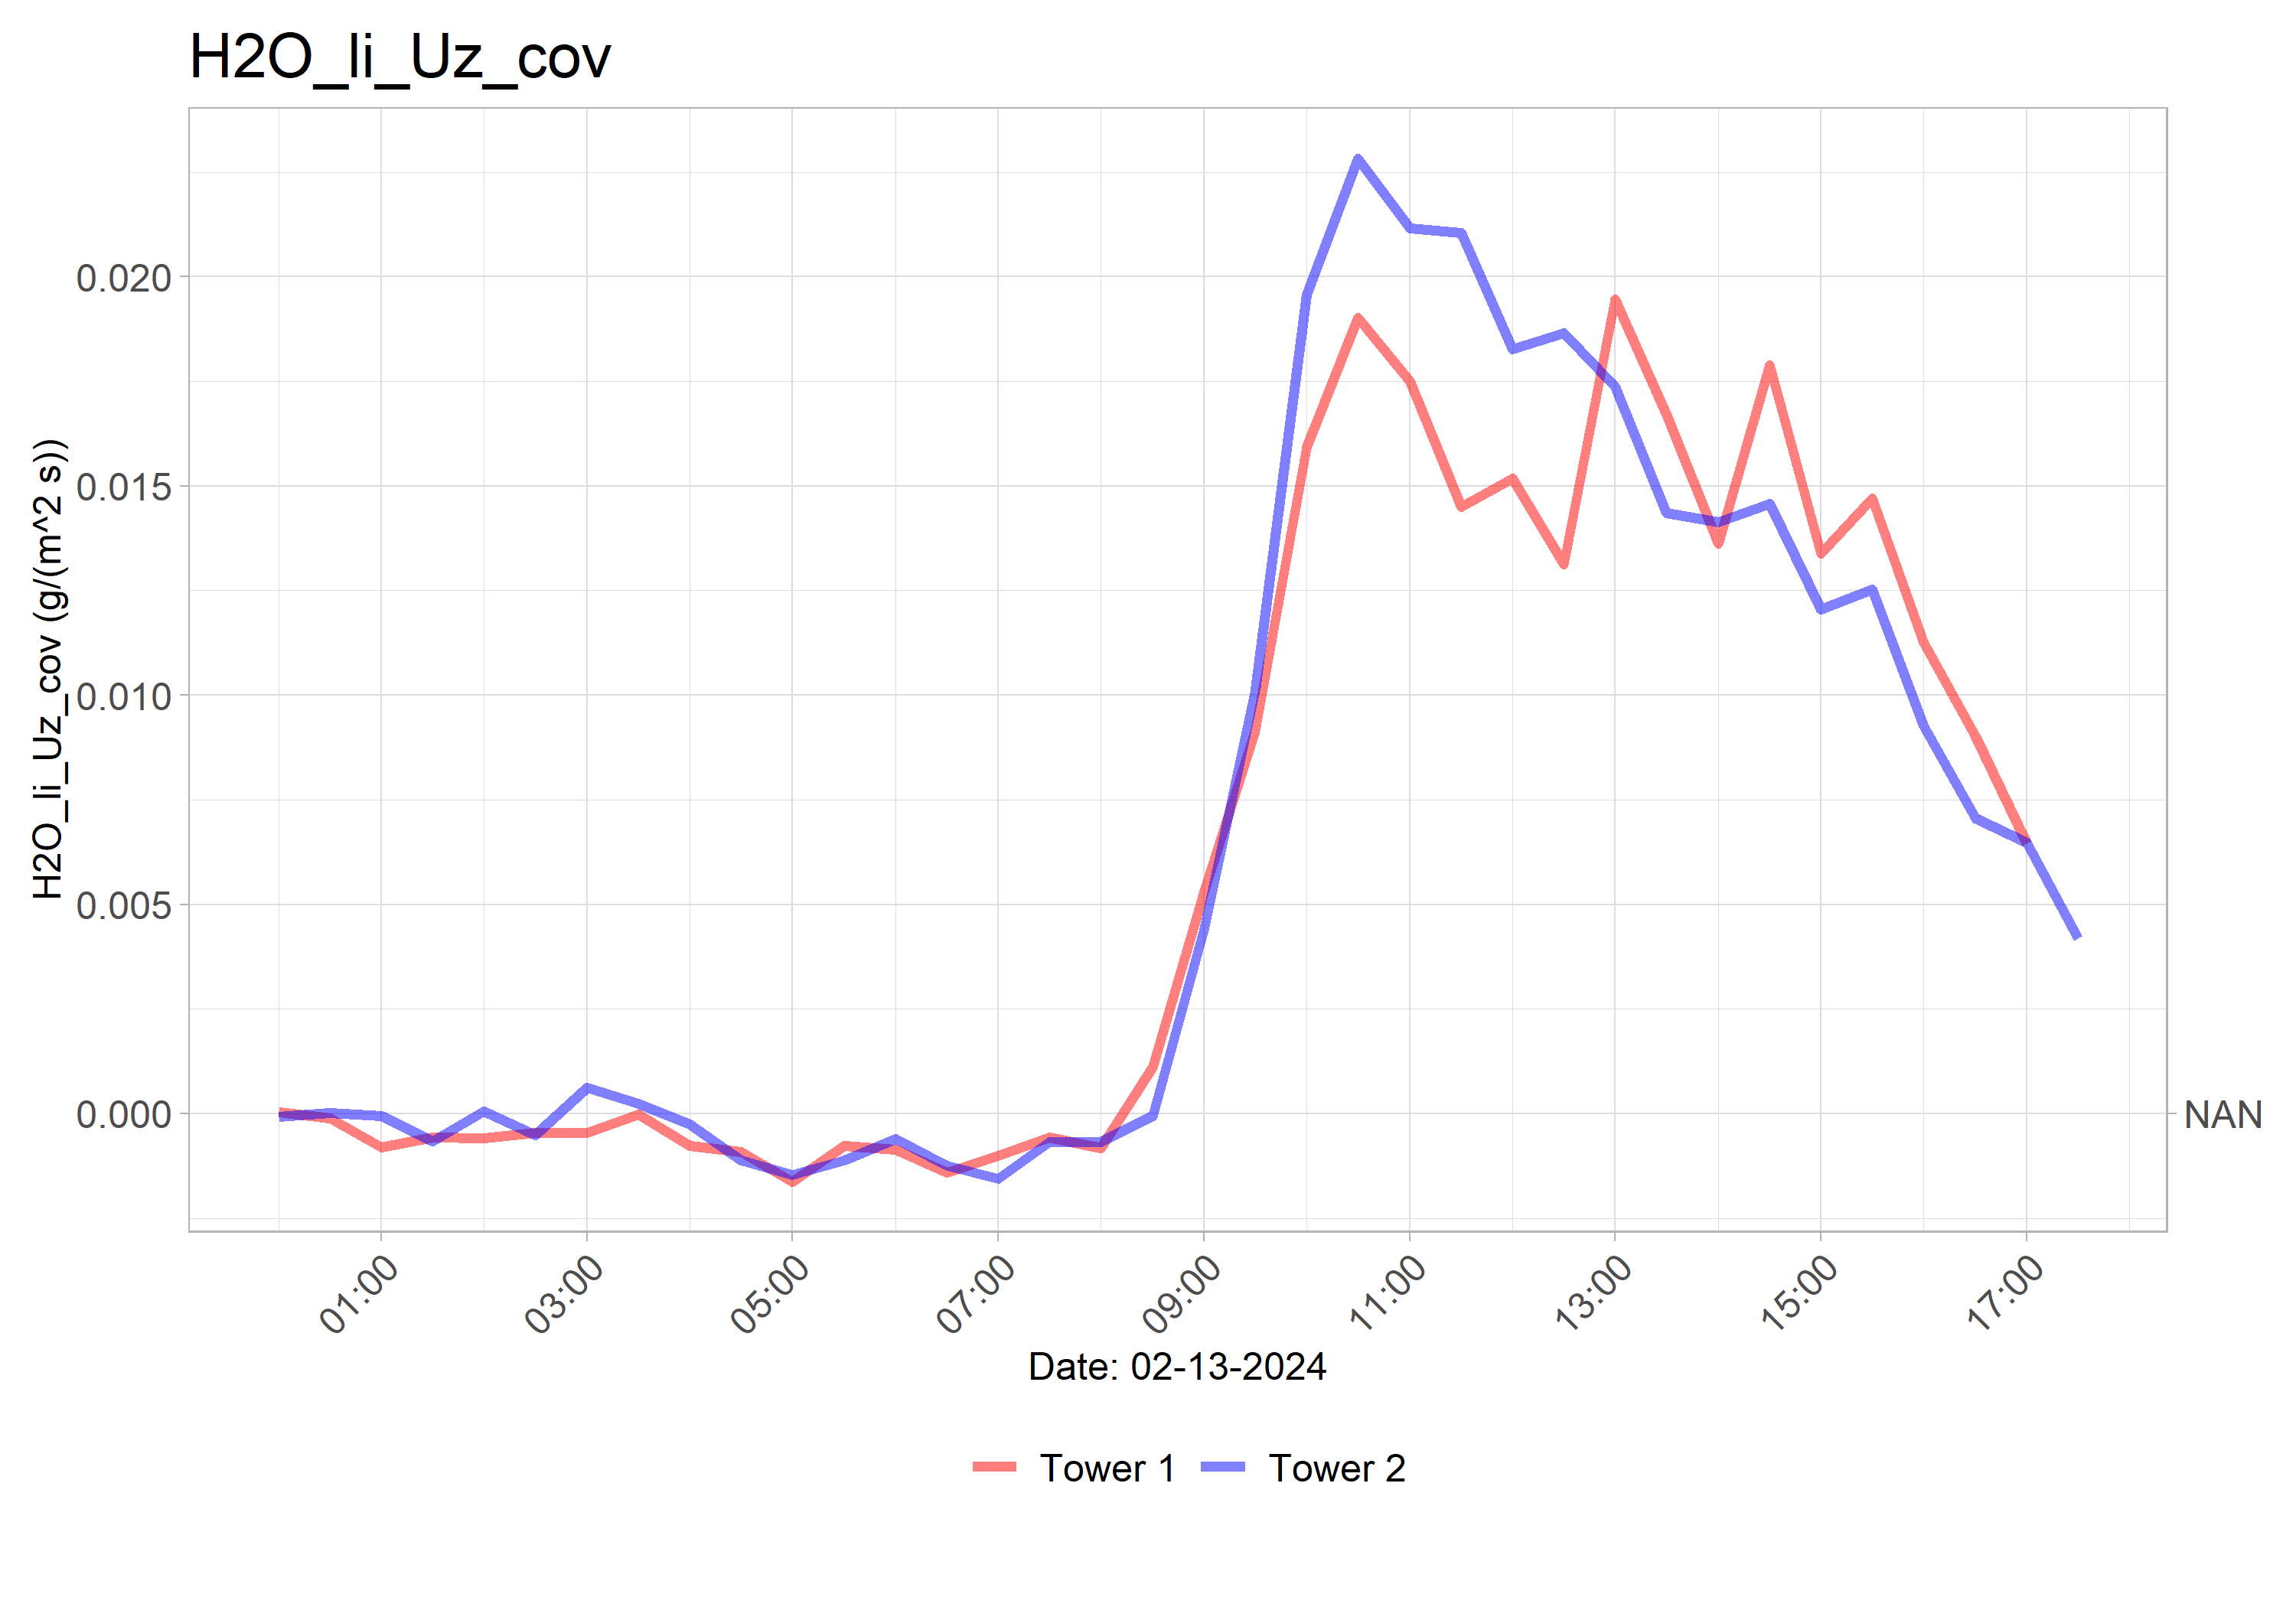 H2O_li_Uz_cov
H2O_li_Uz_cov (g/(m^2 s))
0.020
0.015
0.010
0.005
0.000
NAN
01:00
03:00
05:00
07:00
09:00
11:00
13:00
15:00
17:00
Date: 02-13-2024
Tower 1
Tower 2